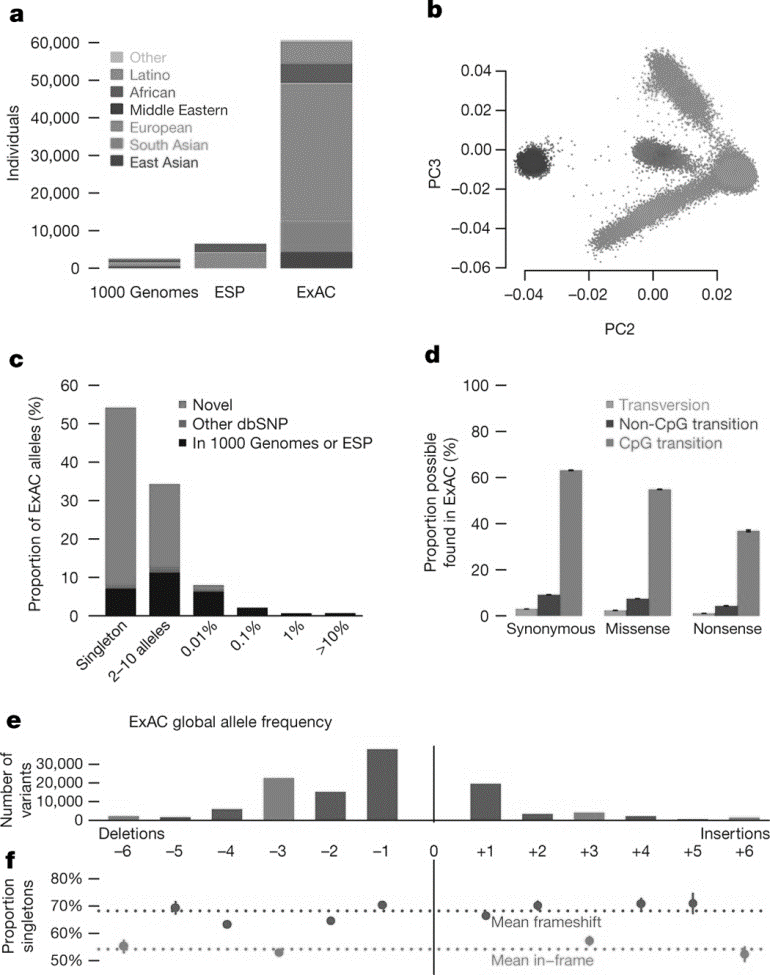 a
60,000
50,000
40,000
30,000
20,000
10,000
0
Individuals
Other
Latino
African
Middle Eastern
European
South Asian
East Asian
1000 Genomes ESP ExAC
b
0.04
0.02
0.00
−0.02
−0.04
−0.06
PC3
−0.04 −0.02 0.00 0.02
PC2
c
60
50
40
30
20
10
0
Proportion of ExAC alleles (%)
Novel
Other dbSNP
In 1000 Genomes or ESP
Singleton 2–10 alleles 0.01% 0.1% 1% >10%
ExAC global allele frequency
d
100
80
60
40
20
0
Proportion possible
found in ExAC (%)
Transversion
Non-CpG transition
CpG transition
Synonymous Missense Nonsense
e
30,000
20,000
10,000
0
Number of
variants
Deletions Insertions
−6 −5 −4 −3 −2 −1 0 +1 +2 +3 +4 +5 +6
f
80%
70%
60%
50%
Proportion
singletons
Mean frameshift
Mean in–frame